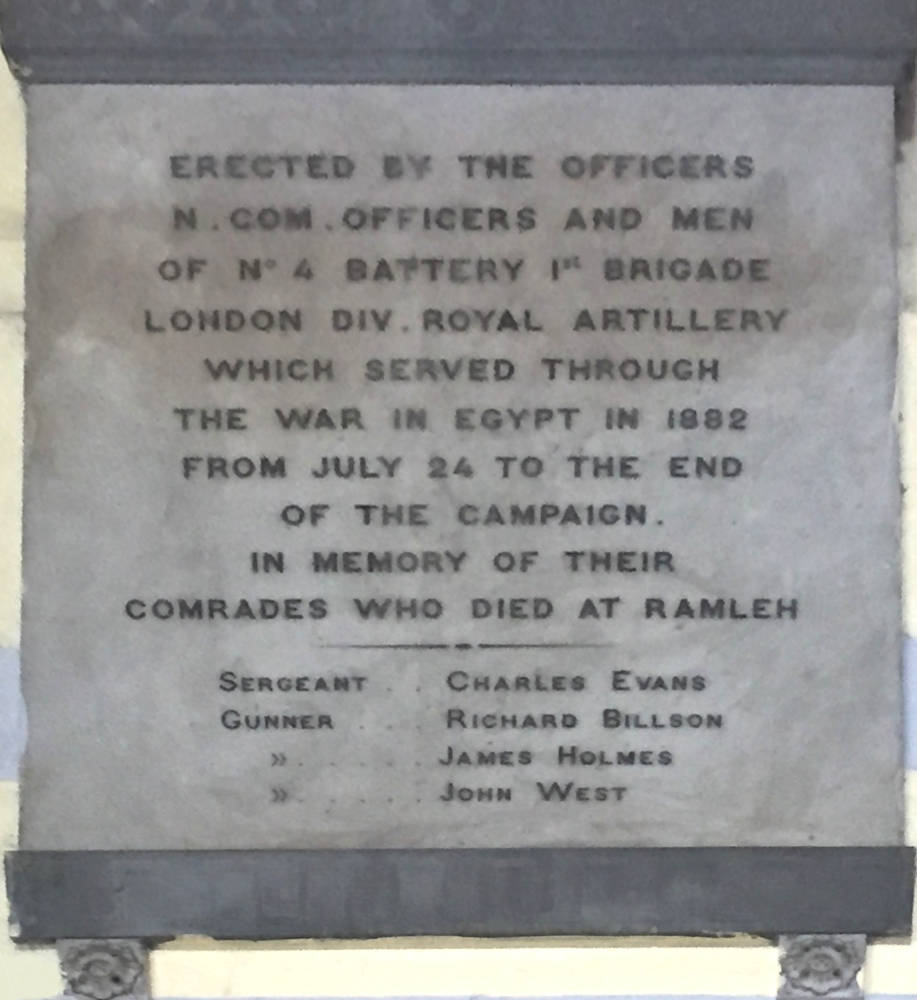 ERECTED BY THE OFFICERS
N.COM.OFFICERS AND MEN
OF Nº 4 BATTERY 1st BRIGADE
LONDON DIV. ROYAL ARTILLERY
WHICH SERVED THROUGH
THE WAR IN EGYPT IN 1882
FROM JULY 24 TO THE END
OF THE CAMPAIGN.
IN MEMORY OF THEIR
COMRADES WHO DIED AT RAMLEH
SERGEANT . . CHARLES EVANS
GUNNER . . . . RICHARD BILLSON
» . . . . . JAMES HOLMES
» . . . . . JOHN WEST